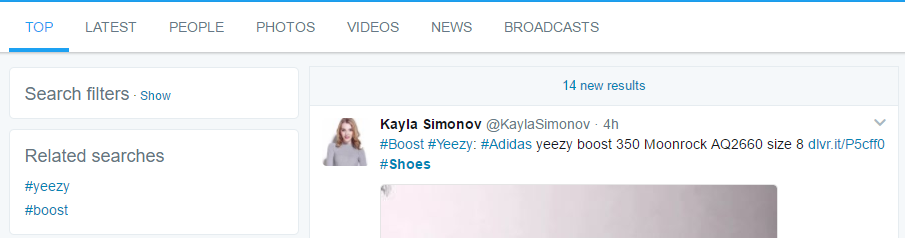 TOP LATEST PEOPLE PHOTOS VIDEOS NEWS BROADCASTS
Search filters · Show
Related searches
#yeezy
#boost
14 new results
Kayla Simonov @KaylaSimonov · 4h
#Boost #Yeezy: #Adidas yeezy boost 350 Moonrock AQ2660 size 8 dlvr.it/P5cff0
#Shoes